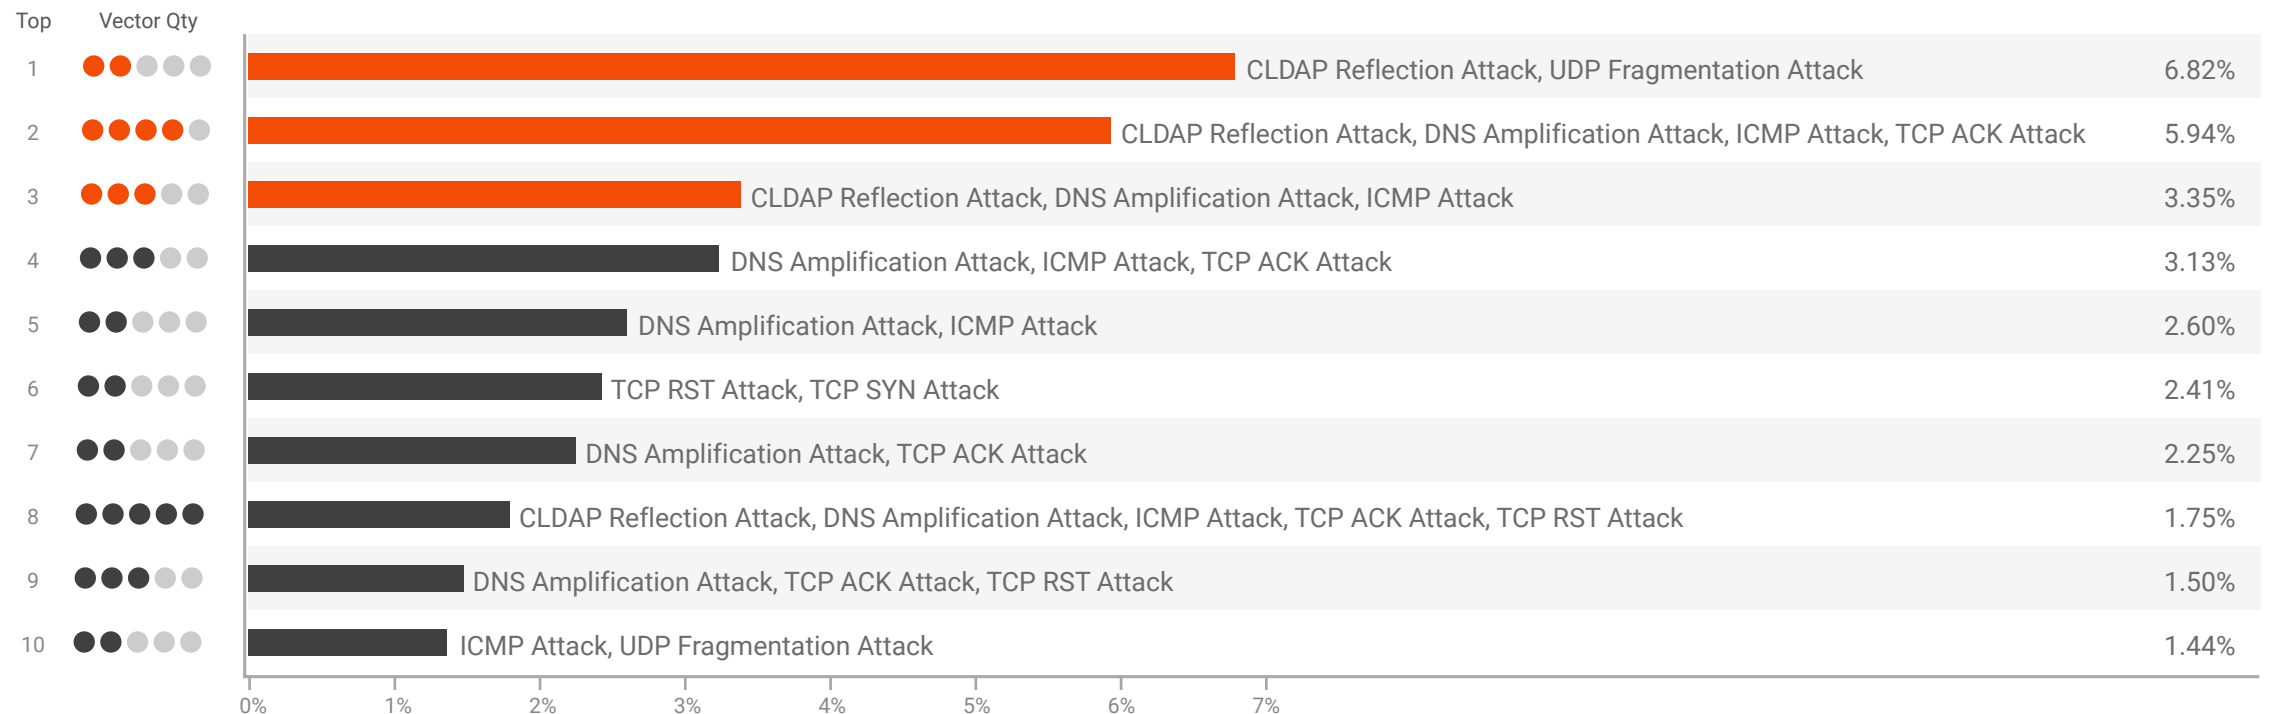 Top Vector Qty
1 CLDAP Reflection Attack, UDP Fragmentation Attack 6.82%
2 CLDAP Reflection Attack, DNS Amplification Attack, ICMP Attack, TCP ACK Attack 5.94%
3 CLDAP Reflection Attack, DNS Amplification Attack, ICMP Attack 3.35%
4 DNS Amplification Attack, ICMP Attack, TCP ACK Attack 3.13%
5 DNS Amplification Attack, ICMP Attack 2.60%
6 TCP RST Attack, TCP SYN Attack 2.41%
7 DNS Amplification Attack, TCP ACK Attack 2.25%
8 CLDAP Reflection Attack, DNS Amplification Attack, ICMP Attack, TCP ACK Attack, TCP RST Attack 1.75%
9 DNS Amplification Attack, TCP ACK Attack, TCP RST Attack 1.50%
10 ICMP Attack, UDP Fragmentation Attack 1.44%
0% 1% 2% 3% 4% 5% 6% 7%